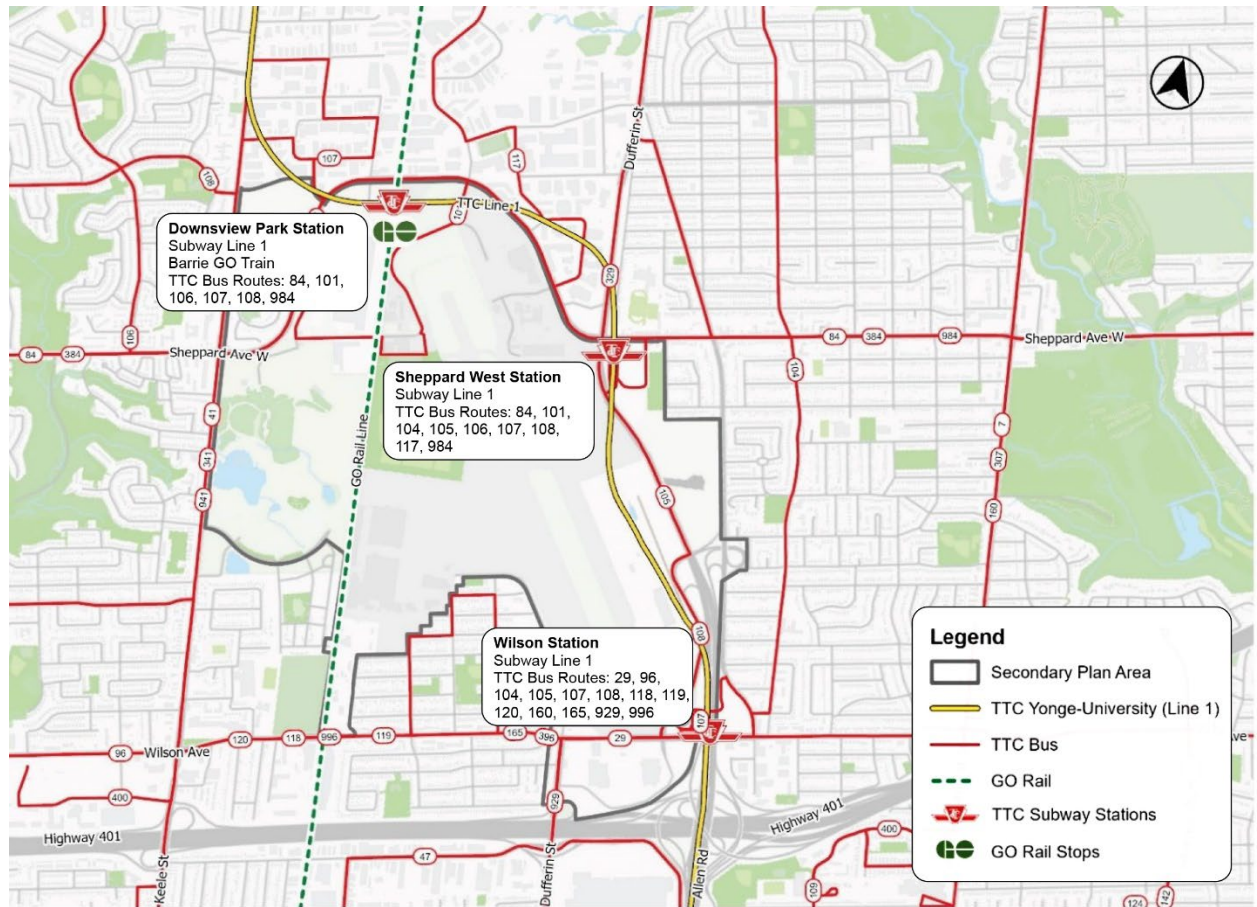 Dufferin St
107
117
108
TTC Line 1
10
Downsview Park Station
Subway Line 1
Barrie GO Train
TTC Bus Routes: 84, 101,
106, 107, 108, 984
GO
329
106
84
384
Sheppard Ave W
84
384
984
Sheppard Ave W
Sheppard West Station
Subway Line 1
TTC Bus Routes: 84, 101,
104, 105, 106, 107, 108,
117, 984
104
41
341
941
GO Rail Line
105
7
307
160
108
Wilson Station
Subway Line 1
TTC Bus Routes: 29, 96,
104, 105, 107, 108, 118, 119,
120, 160, 165, 929, 996
107
96
Wilson Ave
120
118
996
119
165
396
29
ve
400
929
Highway 401
Highway 401
47
Keele St
Dufferin St
Allen Rd
109
400
124
142
Legend
Secondary Plan Area
TTC Yonge-University (Line 1)
TTC Bus
GO Rail
TTC Subway Stations
GO Rail Stops